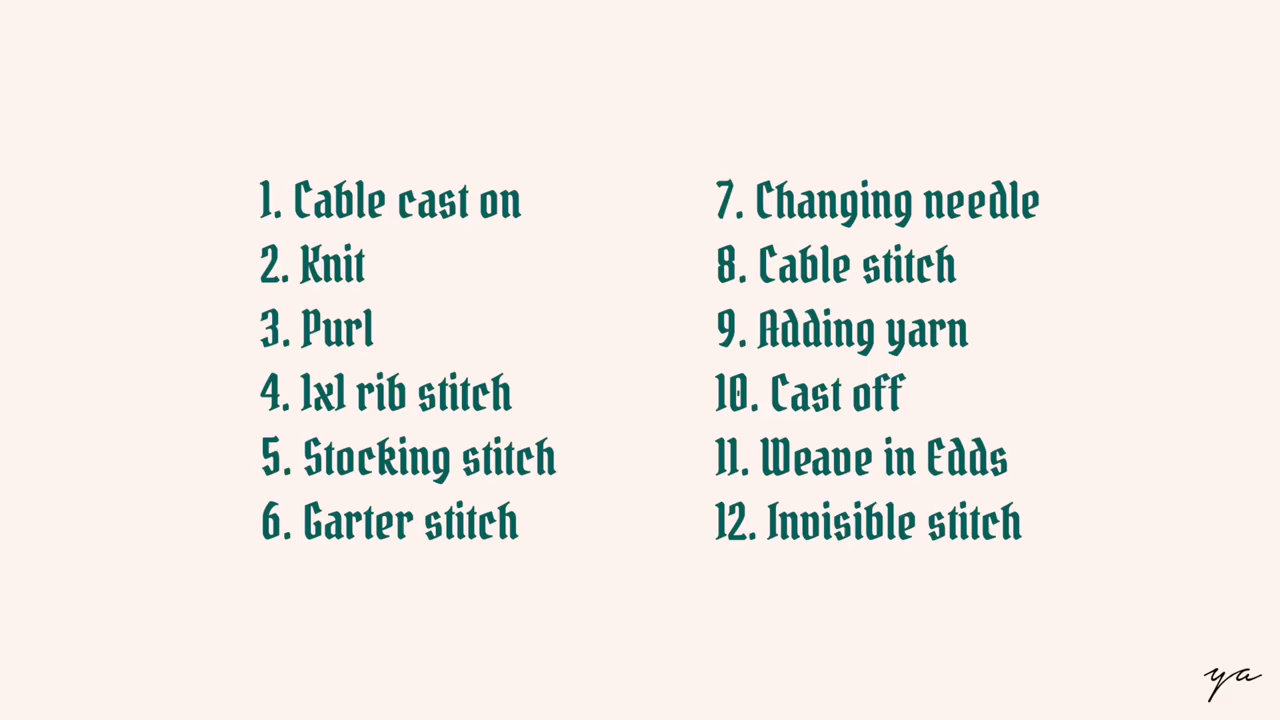 1. Cable cast on
2. Knit
3. Purl
4. 1x1 rib stitch
5. Stocking stitch
6. Garter stitch
7. Changing needle
8. Cable stitch
9. Adding yarn
10. Cast off
11. Weave in Edds
12. Invisible stitch
ya